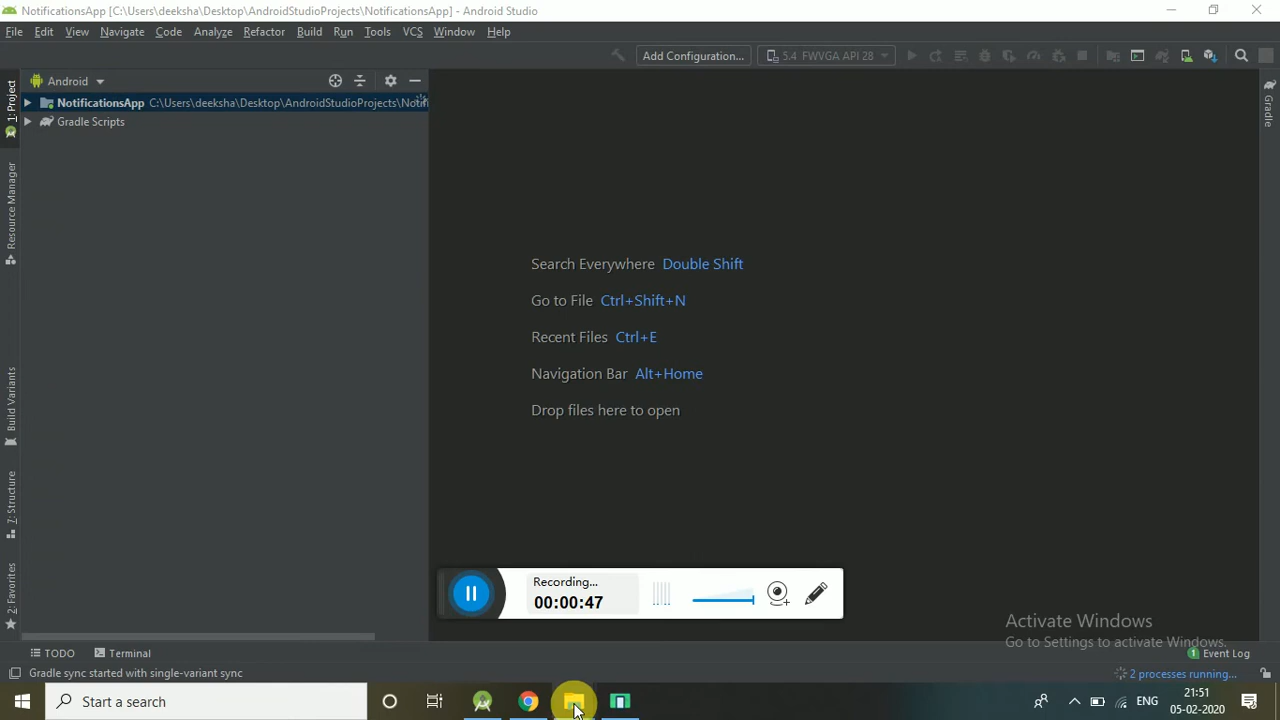 NotificationsApp [C:\Users\deeksha\Desktop\AndroidStudioProjects\NotificationsApp] - Android Studio
File Edit View Navigate Code Analyze Refactor Build Run Tools VCS Window Help
Add Configuration... 5.4 FWVGA API 28
1: Project
Android
Gradle
NotificationsApp C:\Users\deeksha\Desktop\AndroidStudioProjects\Notifi
Gradle Scripts
Resource Manager
Search Everywhere Double Shift
Go to File Ctrl+Shift+N
Recent Files Ctrl+E
Navigation Bar Alt+Home
Drop files here to open
Build Variants
7: Structure
2: Favorites
Recording...
00:00:47
Activate Windows
Go to Settings to activate Windows.
TODO Terminal 1 Event Log
Gradle sync started with single-variant sync 2 processes running...
Start a search
ENG
21:51
05-02-2020